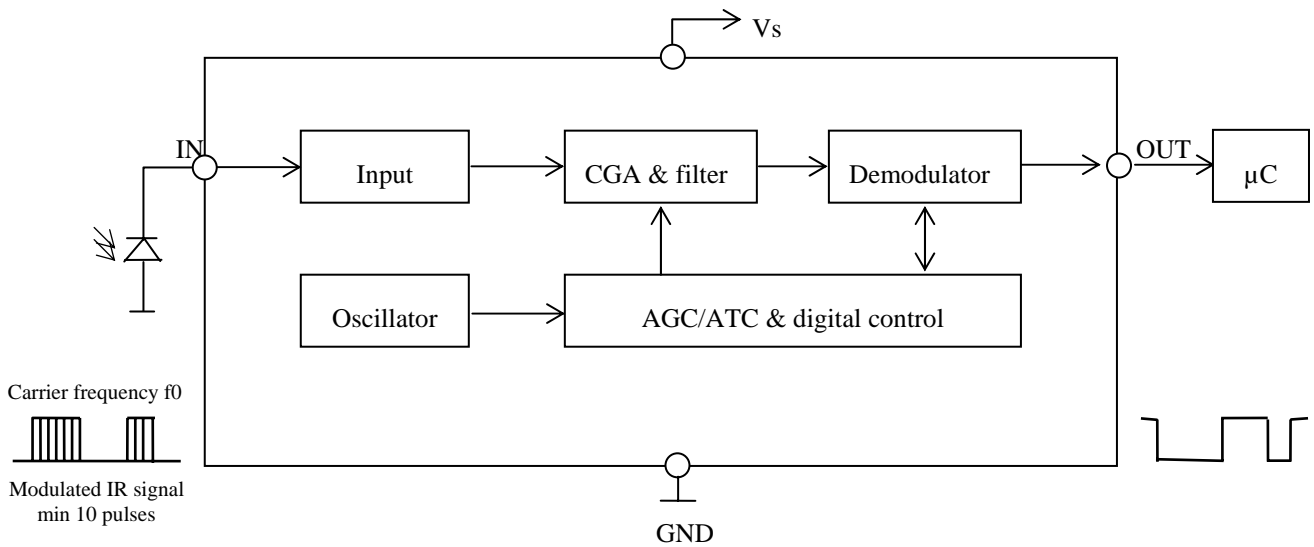 Vs
IN
Input
CGA & filter
Demodulator
OUT
µC
Oscillator
AGC/ATC & digital control
Carrier frequency f0
Modulated IR signal
min 10 pulses
GND